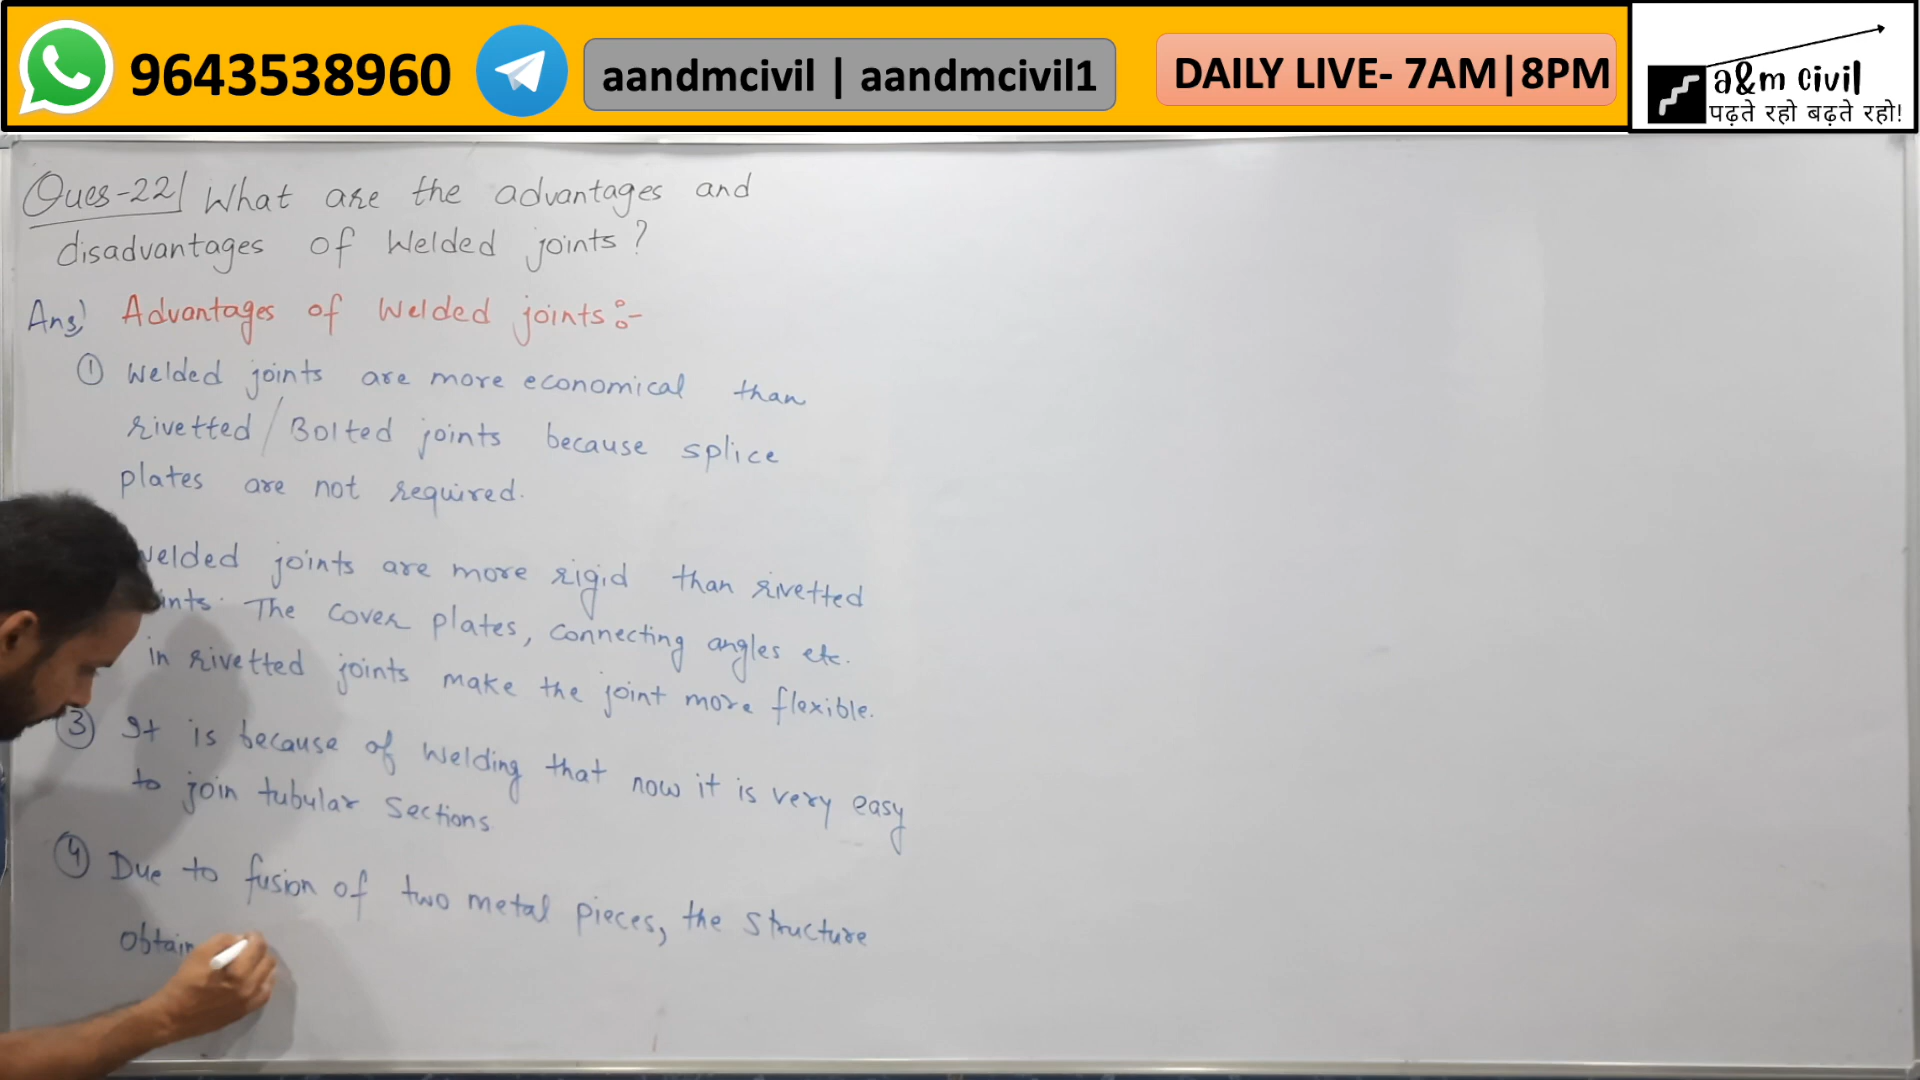 9643538960
aandmcivil | aandmcivil1
DAILY LIVE- 7AM|8PM
a&m civil
पढ़ते रहो बढ़ते रहो!
Ques-22| What are the advantages and
disadvantages of Welded joints?
Ans) Advantages of Welded joints:-
① Welded joints are more economical than
rivetted/Bolted joints because splice
plates are not required.
welded joints are more rigid than rivetted
ints. The cover plates, connecting angles etc.
in rivetted joints make the joint more flexible.
③ It is because of welding that now it is very easy
to join tubular sections.
④ Due to fusion of two metal pieces, the structure
obtain